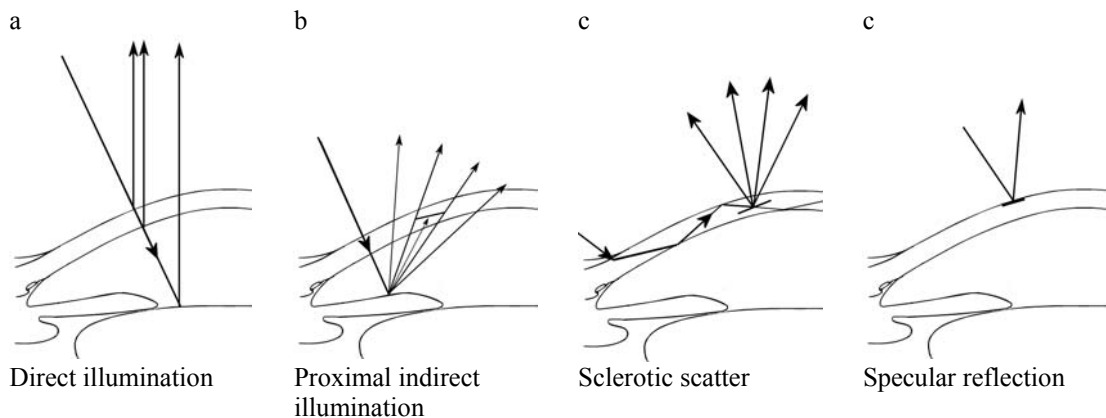 a
b
c
c
Direct illumination
Proximal indirect
illumination
Sclerotic scatter
Specular reflection